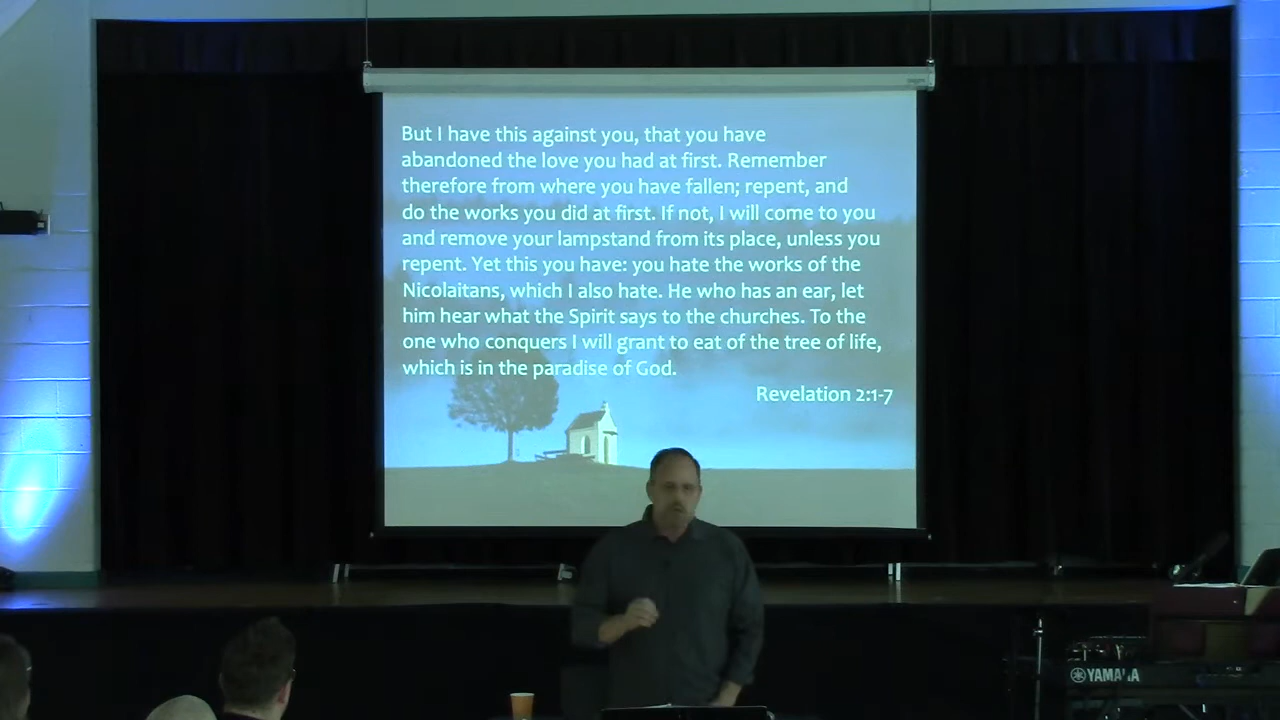 But I have this against you, that you have
abandoned the love you had at first. Remember
therefore from where you have fallen; repent, and
do the works you did at first. If not, I will come to you
and remove your lampstand from its place, unless you
repent. Yet this you have: you hate the works of the
Nicolaitans, which I also hate. He who has an ear, let
him hear what the Spirit says to the churches. To the
one who conquers I will grant to eat of the tree of life,
which is in the paradise of God.
Revelation 2:1-7
YAMAHA